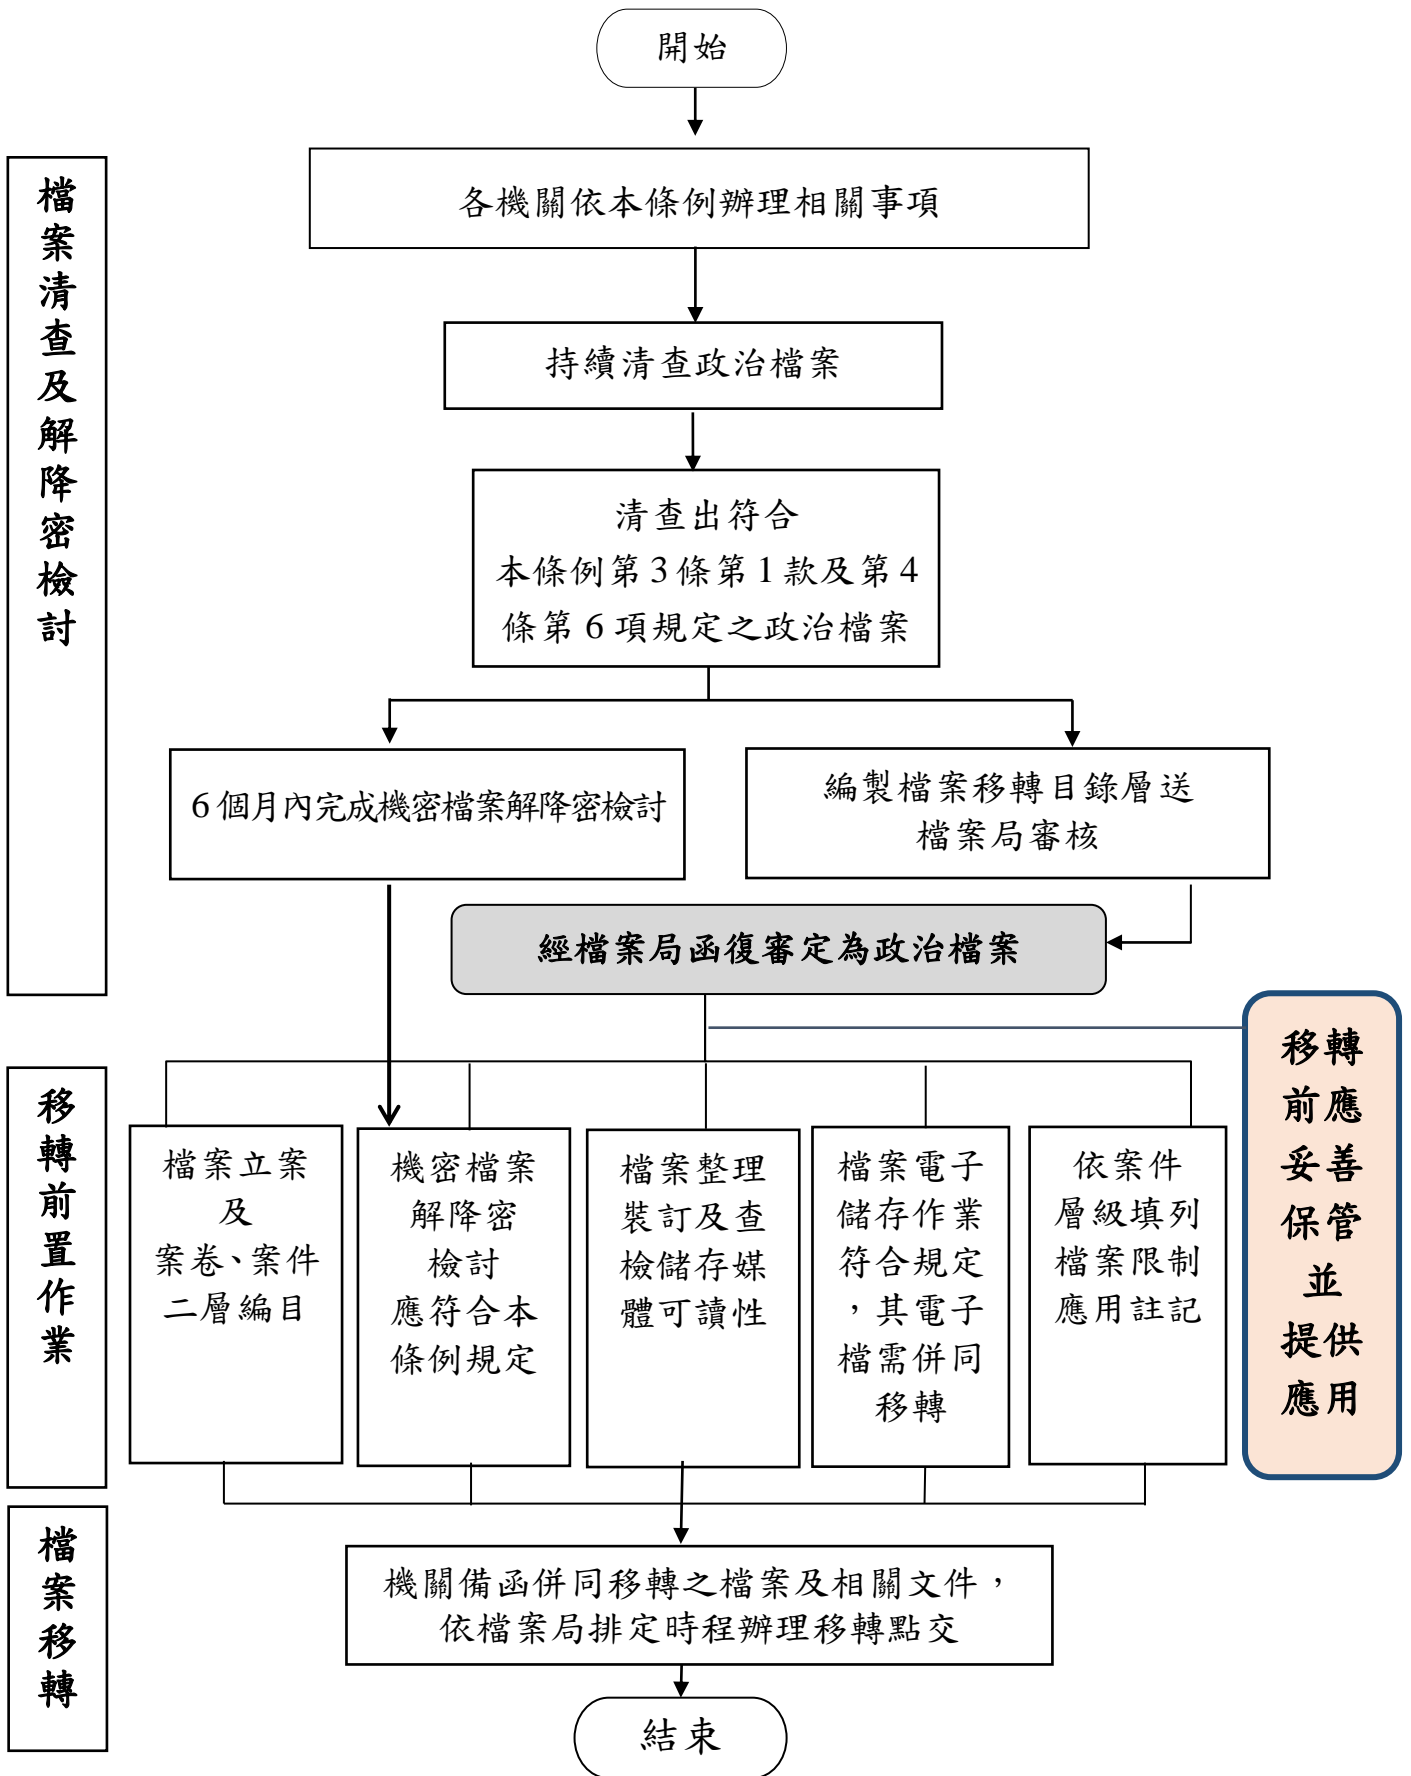 開始
檔案清查及解降密檢討
各機關依本條例辦理相關事項
持續清查政治檔案
清查出符合
本條例第3條第1款及第4
條第6項規定之政治檔案
6個月內完成機密檔案解降密檢討
編製檔案移轉目錄層送
檔案局審核
經檔案局函復審定為政治檔案
移轉
前應
妥善
保管
並
提供
應用
移轉前置作業
檔案立案
及
案卷、案件
二層編目
機密檔案
解降密
檢討
應符合本
條例規定
檔案整理
裝訂及查
檢儲存媒
體可讀性
檔案電子
儲存作業
符合規定
，其電子
檔需併同
移轉
依案件
層級填列
檔案限制
應用註記
檔案移轉
機關備函併同移轉之檔案及相關文件，
依檔案局排定時程辦理移轉點交
結束